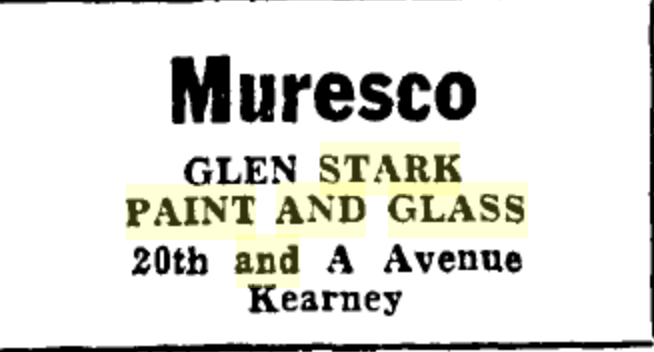 Muresco
GLEN STARK
PAINT AND GLASS
20th and A Avenue
Kearney